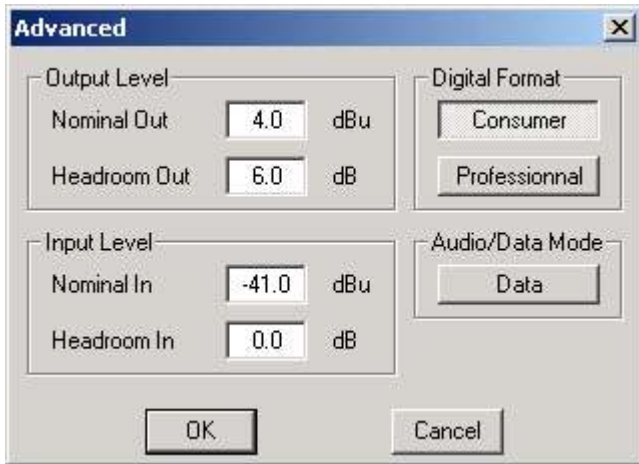 Advanced
Output Level
Nominal Out 4.0 dBu
Headroom Out 6.0 dB
Digital Format
Consumer
Professionnal
Input Level
Nominal In -41.0 dBu
Headroom In 0.0 dB
Audio/Data Mode
Data
OK
Cancel